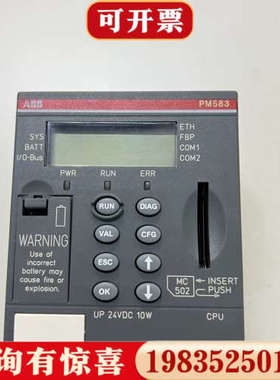 可开票
ABB
PM583
ETH
SYS
FBP
BATT
COM1
I/O-Bus
COM2
PWR RUN ERR
RUN
DIAG
VAL
CFG
ESC
OK
WARNING
Use of
incorrect
battery may
cause fire or
explosion.
MC
502
INSERT
PUSH
UP 24VDC 10W
CPU
询有惊喜
198352501